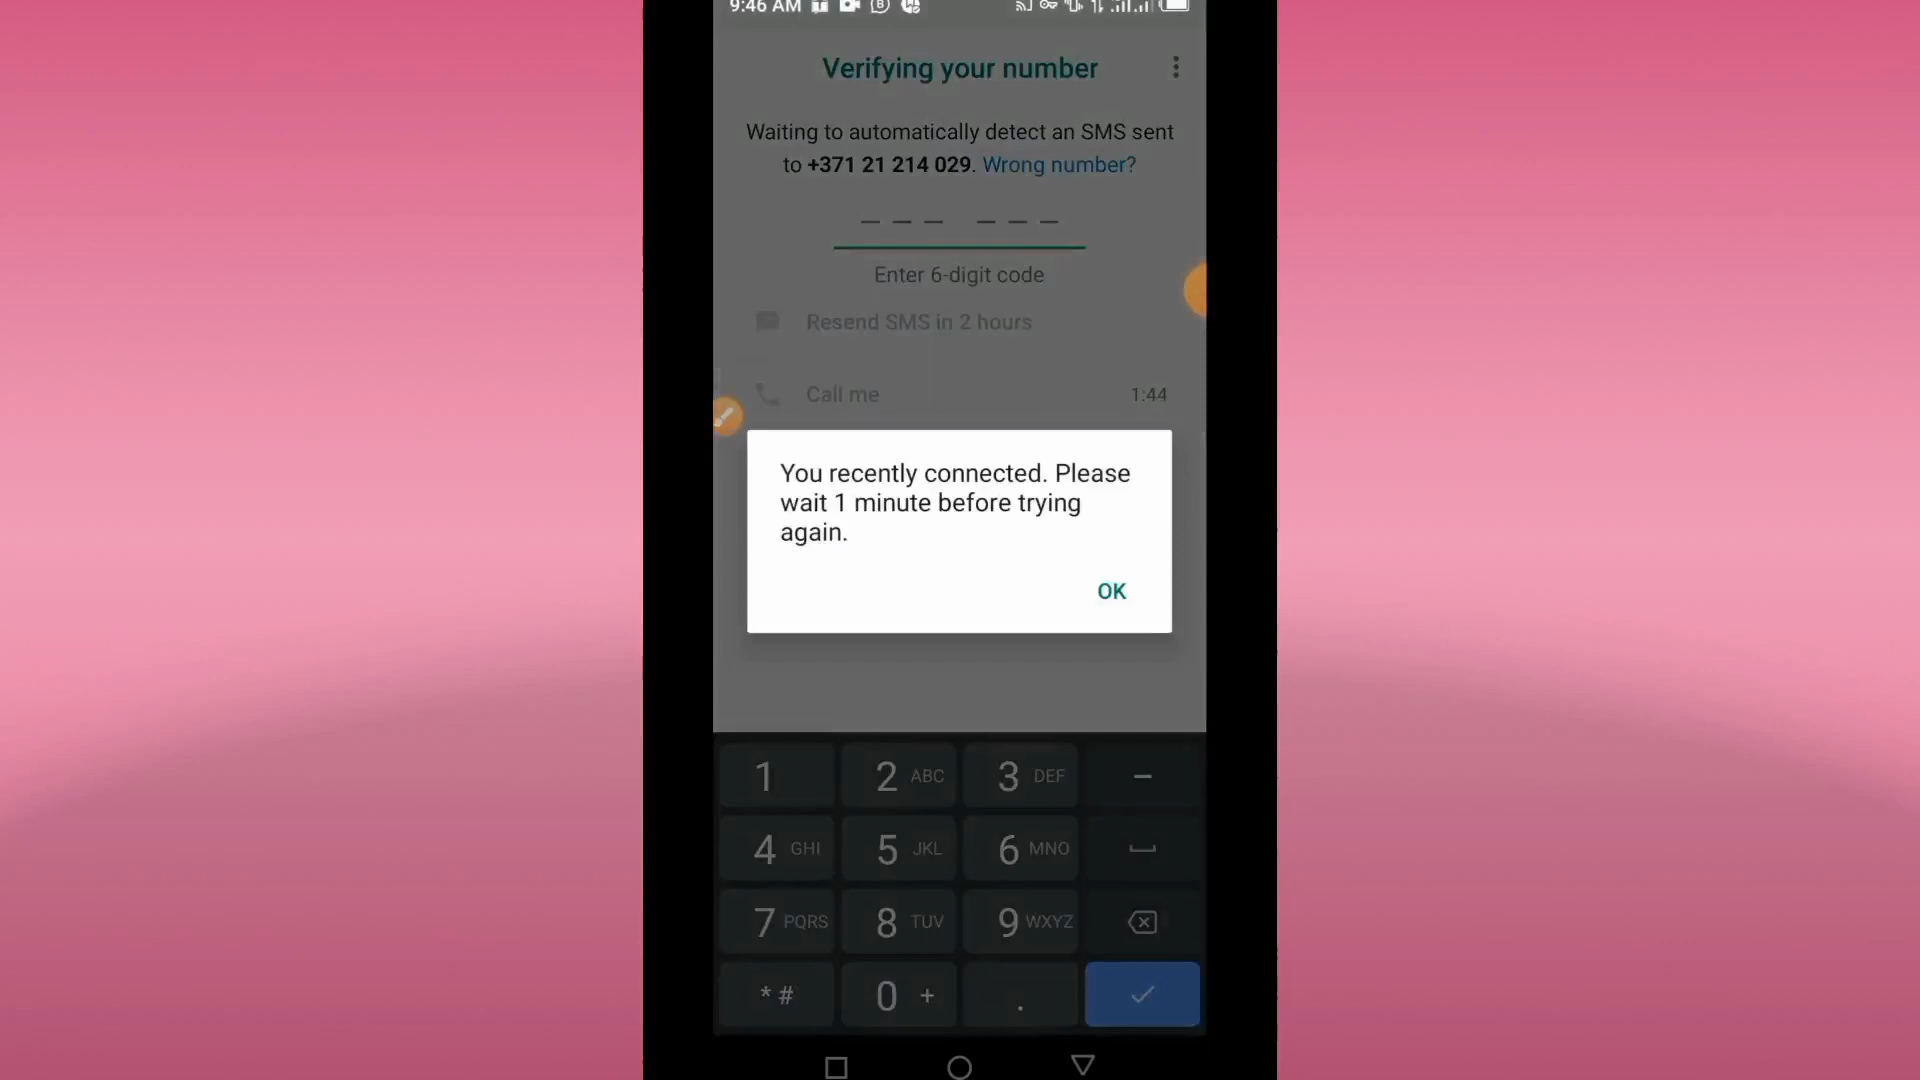 9:46 AM
Verifying your number
Waiting to automatically detect an SMS sent
to +371 21 214 029. Wrong number?
Enter 6-digit code
Resend SMS in 2 hours
Call me 1:44
You recently connected. Please
wait 1 minute before trying
again.
OK
1 2 ABC 3 DEF –
4 GHI 5 JKL 6 MNO
7 PQRS 8 TUV 9 WXYZ
* # 0 + .